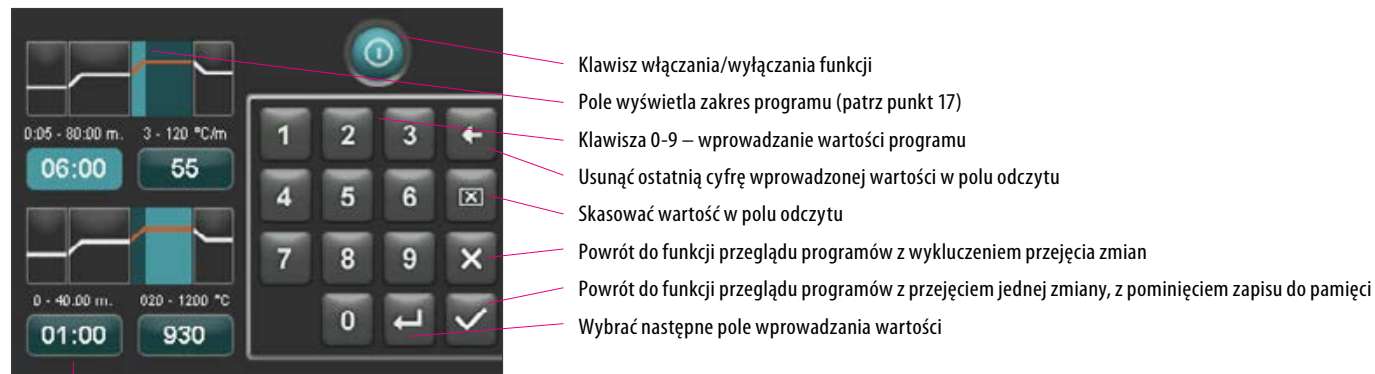 0:05 - 80:00 m. 3 - 120 °C/m
06:00 55
0 - 40.00 m. 020 - 1200 °C
01:00 930
1 2 3
4 5 6
7 8 9
0
Klawisz włączania/wyłączania funkcji
Pole wyświetla zakres programu (patrz punkt 17)
Klawisza 0-9 – wprowadzanie wartości programu
Usunąć ostatnią cyfrę wprowadzonej wartości w polu odczytu
Skasować wartość w polu odczytu
Powrót do funkcji przeglądu programów z wykluczeniem przejęcia zmian
Powrót do funkcji przeglądu programów z przejęciem jednej zmiany, z pominięciem zapisu do pamięci
Wybrać następne pole wprowadzania wartości